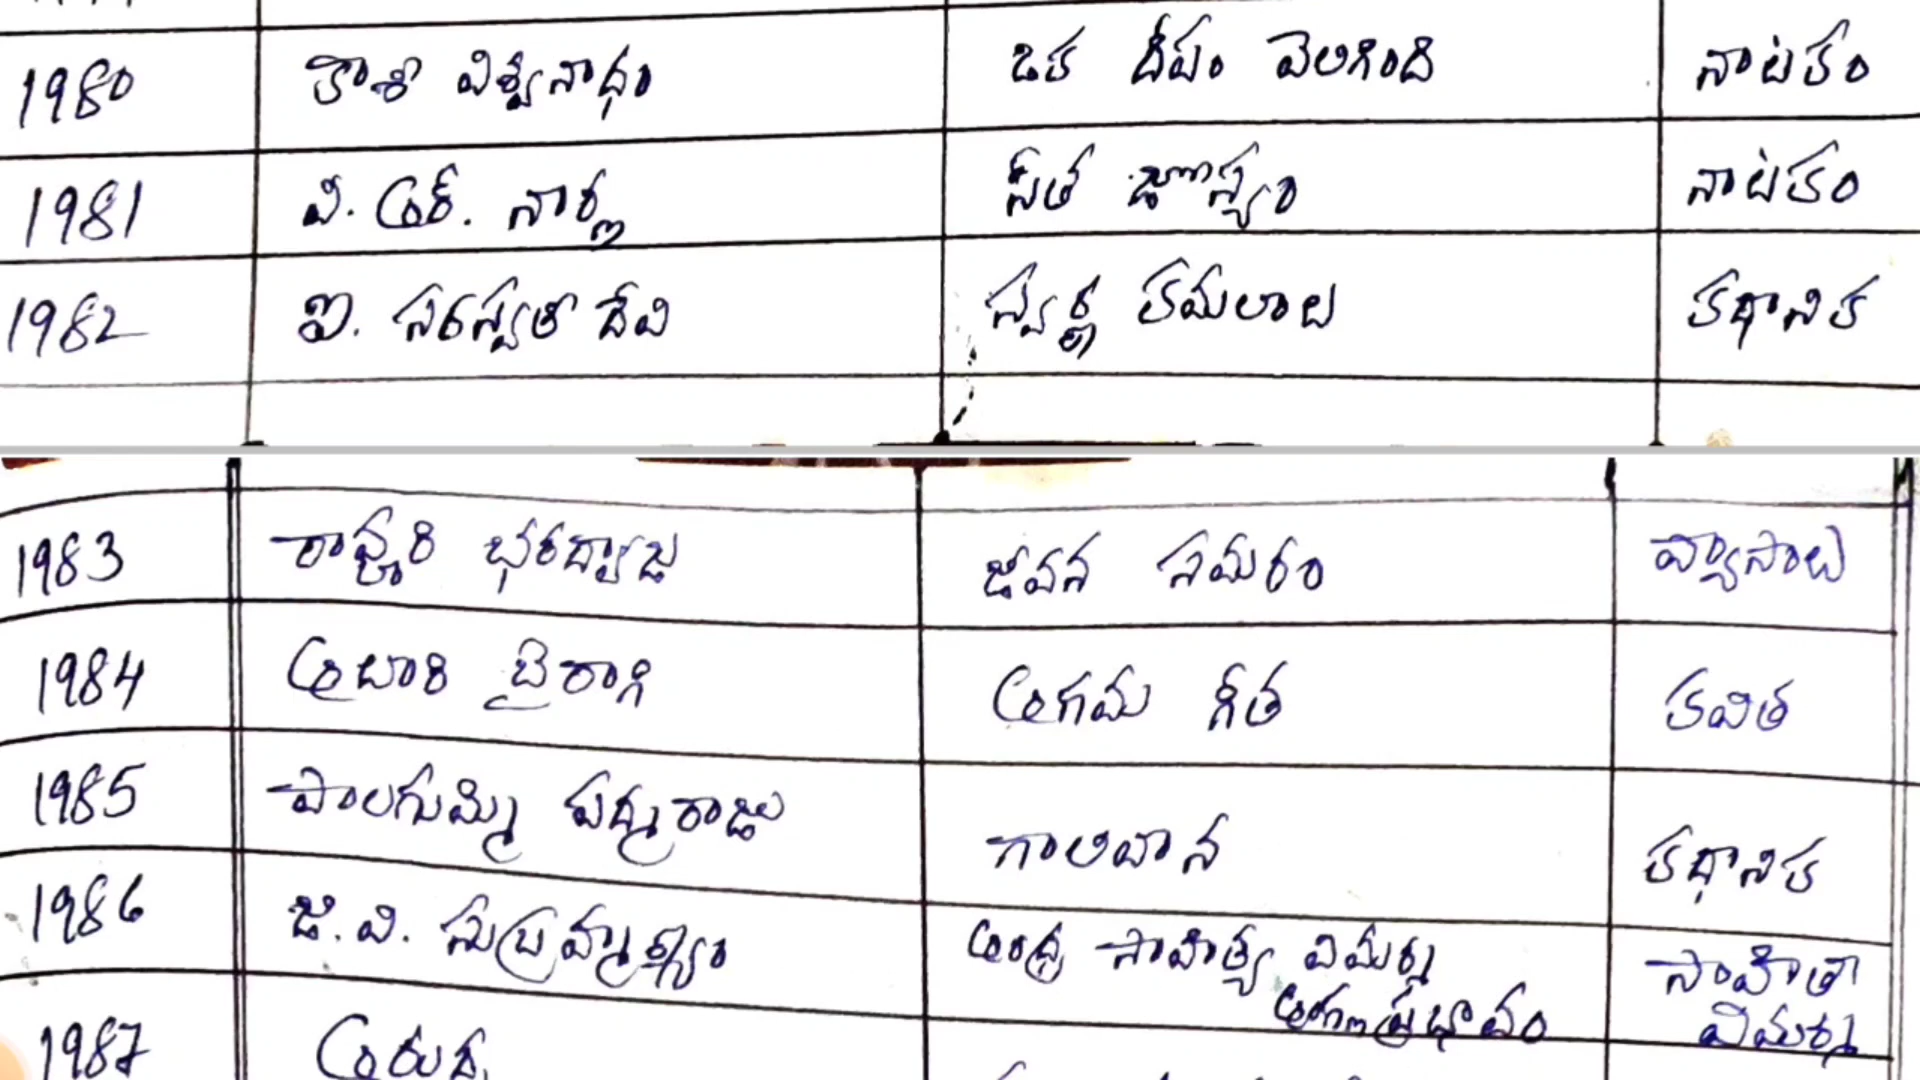 1980 కాశీ విశ్వనాధం ఒక దీపం వెలిగింది నాటకం
1981 వి. ఆర్. నార్ల సీత జోస్యం నాటకం
1982 ఐ. సరస్వతీ దేవి స్వర్ణ కమలాలు కథానిక
1983 రావూరి భరద్వాజ జీవన సమరం వ్యాసాలు
1984 ఆలూరి బైరాగి ఆగమ గీతి కవిత
1985 పాలగుమ్మి పద్మరాజు గాలివాన కథానిక
1986 జి. వి. సుబ్రహ్మణ్యం ఆంధ్ర సాహిత్య విమర్శ సాహితీ
ఆంగ్ల ప్రభావం విమర్శ
1987 ఆరుద్ర